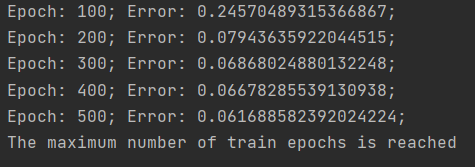 Epoch: 100; Error: 0.24570489315366867;
Epoch: 200; Error: 0.07943635922044515;
Epoch: 300; Error: 0.06868024880132248;
Epoch: 400; Error: 0.06678285539130938;
Epoch: 500; Error: 0.061688582392024224;
The maximum number of train epochs is reached